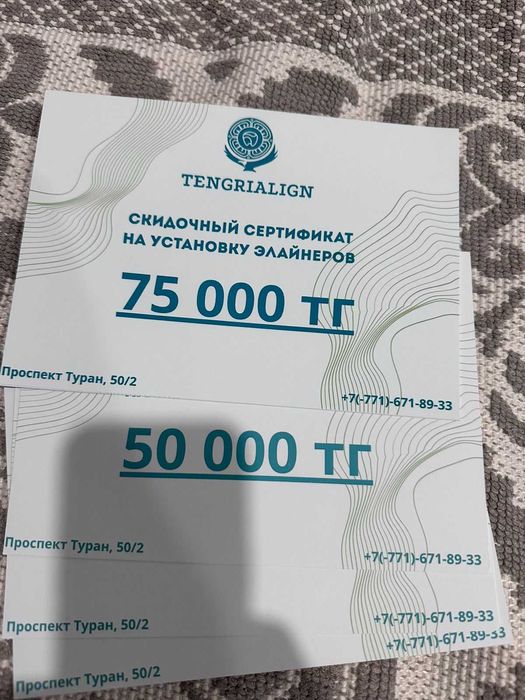 TENGRIALIGN
СКИДОЧНЫЙ СЕРТИФИКАТ
НА УСТАНОВКУ ЭЛАЙНЕРОВ
75 000 тг
Проспект Туран, 50/2
+7(-771)-671-89-33
50 000 тг
Проспект Туран, 50/2
+7(-771)-671-89-33
Проспект Туран, 50/2
+7(-771)-671-89-33
+7(-771)-671-89-33
Проспект Туран, 50/2